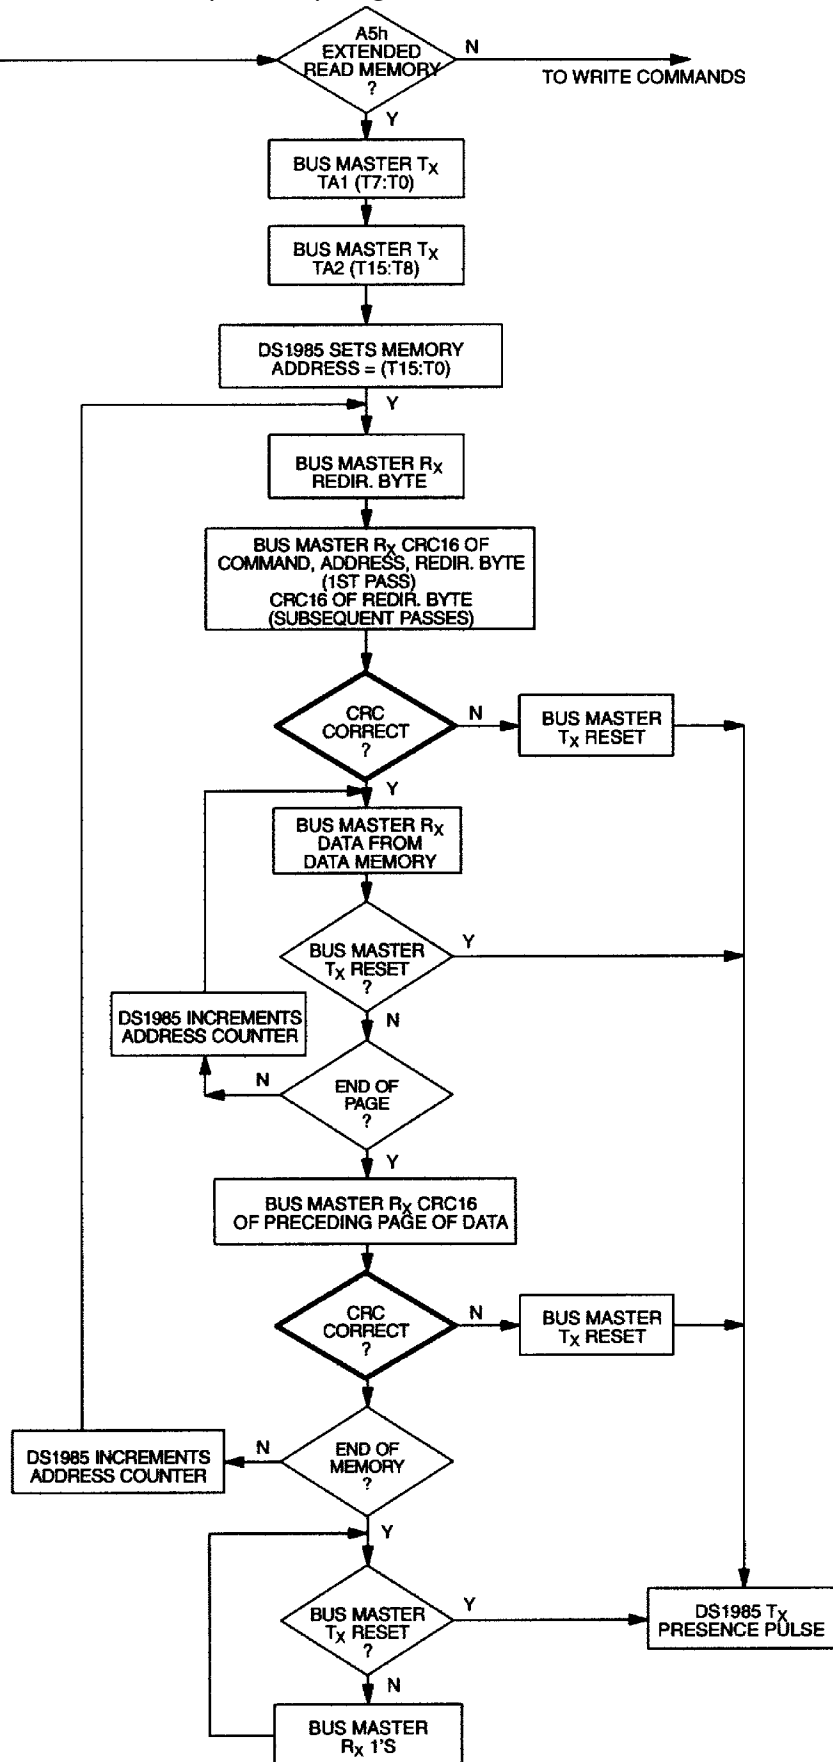 A5h
EXTENDED
READ MEMORY
?
N
TO WRITE COMMANDS
Y
BUS MASTER TX
TA1 (T7:T0)
BUS MASTER TX
TA2 (T15:T8)
DS1985 SETS MEMORY
ADDRESS = (T15:T0)
Y
BUS MASTER RX
REDIR. BYTE
BUS MASTER RX CRC16 OF
COMMAND, ADDRESS, REDIR. BYTE
(1ST PASS)
CRC16 OF REDIR. BYTE
(SUBSEQUENT PASSES)
CRC
CORRECT
?
N
BUS MASTER
TX RESET
Y
BUS MASTER RX
DATA FROM
DATA MEMORY
BUS MASTER
TX RESET
?
Y
N
DS1985 INCREMENTS
ADDRESS COUNTER
N
END OF
PAGE
?
Y
BUS MASTER RX CRC16
OF PRECEDING PAGE OF DATA
CRC
CORRECT
?
N
BUS MASTER
TX RESET
DS1985 INCREMENTS
ADDRESS COUNTER
N
END OF
MEMORY
?
Y
BUS MASTER
TX RESET
?
Y
DS1985 TX
PRESENCE PULSE
N
BUS MASTER
RX 1'S